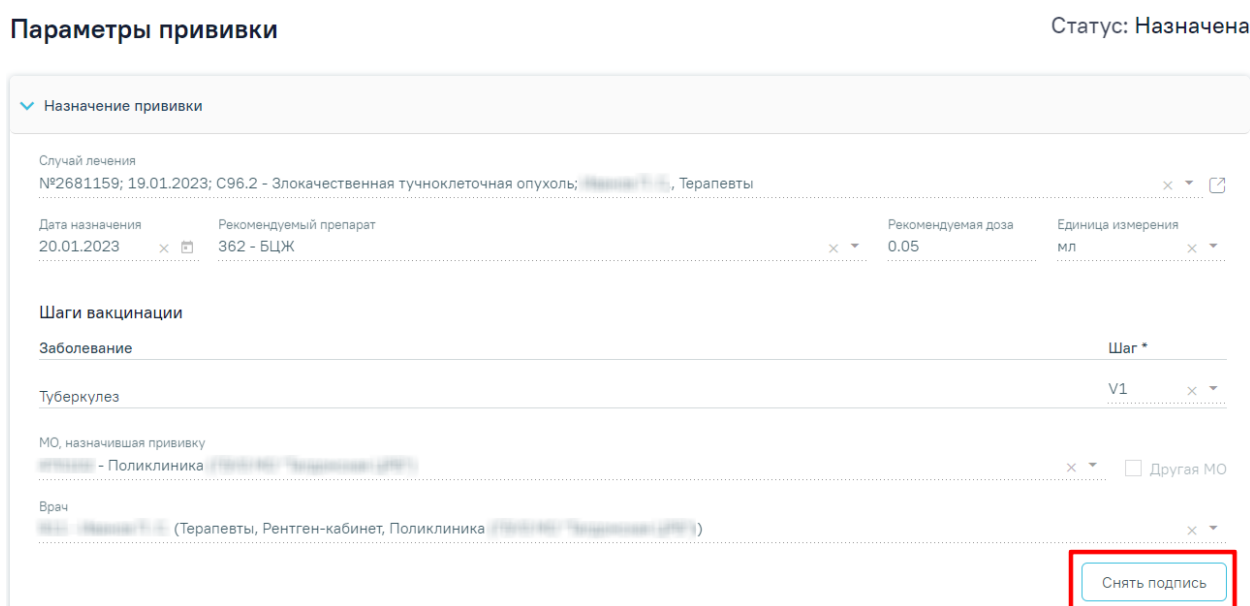 Параметры прививки
Статус: Назначена
Назначение прививки
Случай лечения
№2681159; 19.01.2023; C96.2 - Злокачественная тучноклеточная опухоль; , Терапевты
Дата назначения Рекомендуемый препарат Рекомендуемая доза Единица измерения
20.01.2023 362 - БЦЖ 0.05 мл
Шаги вакцинации
Заболевание Шаг *
Туберкулез V1
МО, назначившая прививку
- Поликлиника
Другая МО
Врач
(Терапевты, Рентген-кабинет, Поликлиника )
Снять подпись